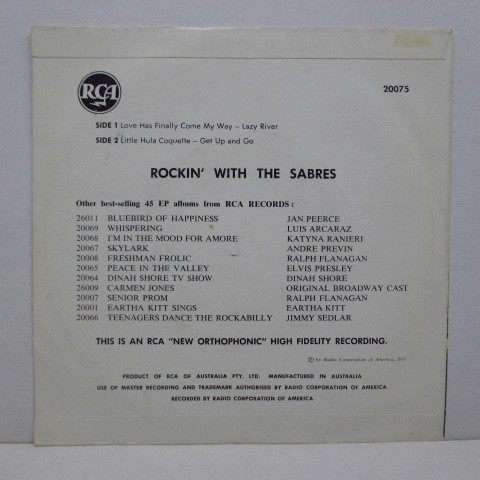 RCA
20075
SIDE 1 Love Has Finally Come My Way – Lazy River
SIDE 2 Little Hula Coquette – Get Up and Go
ROCKIN' WITH THE SABRES
Other best-selling 45 EP albums from RCA RECORDS :
26011 BLUEBIRD OF HAPPINESS JAN PEERCE
20069 WHISPERING LUIS ARCARAZ
20068 I'M IN THE MOOD FOR AMORE KATYNA RANIERI
20067 SKYLARK ANDRE PREVIN
20008 FRESHMAN FROLIC RALPH FLANAGAN
20065 PEACE IN THE VALLEY ELVIS PRESLEY
20064 DINAH SHORE TV SHOW DINAH SHORE
26009 CARMEN JONES ORIGINAL BROADWAY CAST
20007 SENIOR PROM RALPH FLANAGAN
20001 EARTHA KITT SINGS EARTHA KITT
20066 TEENAGERS DANCE THE ROCKABILLY JIMMY SEDLAR
THIS IS AN RCA "NEW ORTHOPHONIC" HIGH FIDELITY RECORDING.
© by Radio Corporation of America, 1957
PRODUCT OF RCA OF AUSTRALIA PTY. LTD. MANUFACTURED IN AUSTRALIA
USE OF MASTER RECORDING AND TRADEMARK AUTHORISED BY RADIO CORPORATION OF AMERICA
RECORDED BY RADIO CORPORATION OF AMERICA